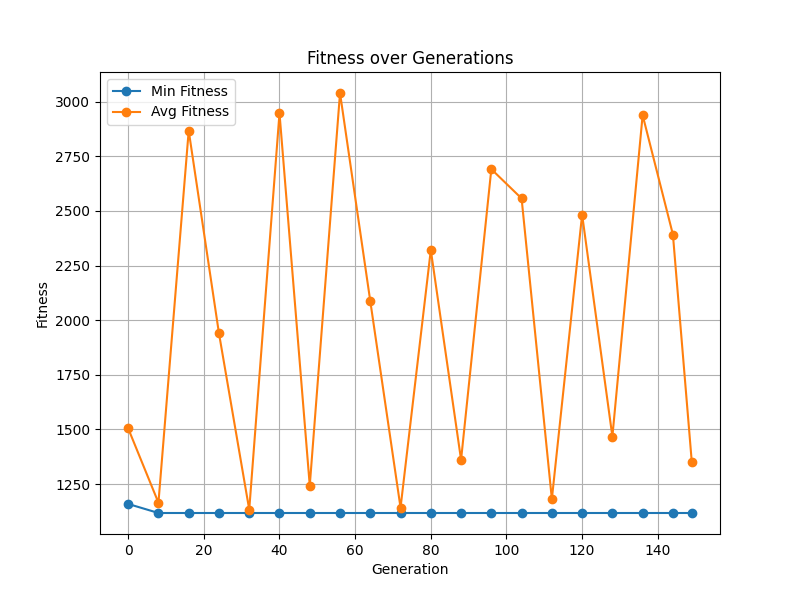 Fitness over Generations
Min Fitness
Avg Fitness
3000
2750
2500
2250
2000
1750
1500
1250
Fitness
0 20 40 60 80 100 120 140
Generation